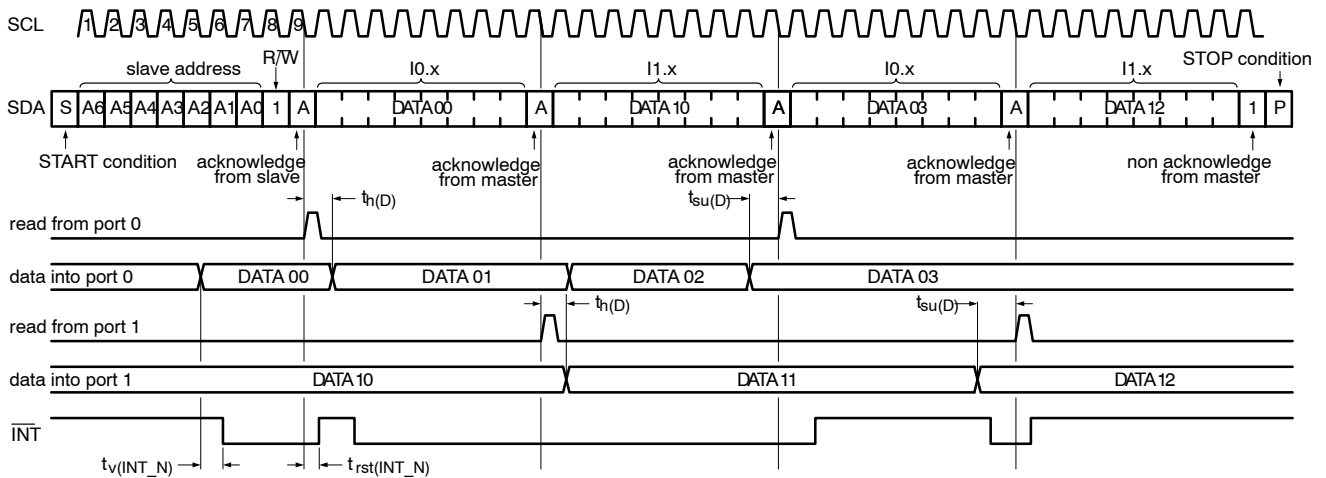 SCL 1 2 3 4 5 6 7 8 9
R/W
slave address I0.x I1.x I0.x I1.x STOP condition
SDA S A6 A5 A4 A3 A2 A1 A0 1 A DATA 00 A DATA 10 A DATA 03 A DATA 12 1 P
START condition acknowledge from slave acknowledge from master acknowledge from master acknowledge from master non acknowledge from master
th(D) tsu(D)
read from port 0
data into port 0 DATA 00 DATA 01 DATA 02 DATA 03
th(D) tsu(D)
read from port 1
data into port 1 DATA 10 DATA 11 DATA 12
INT
tv(INT_N) trst(INT_N)